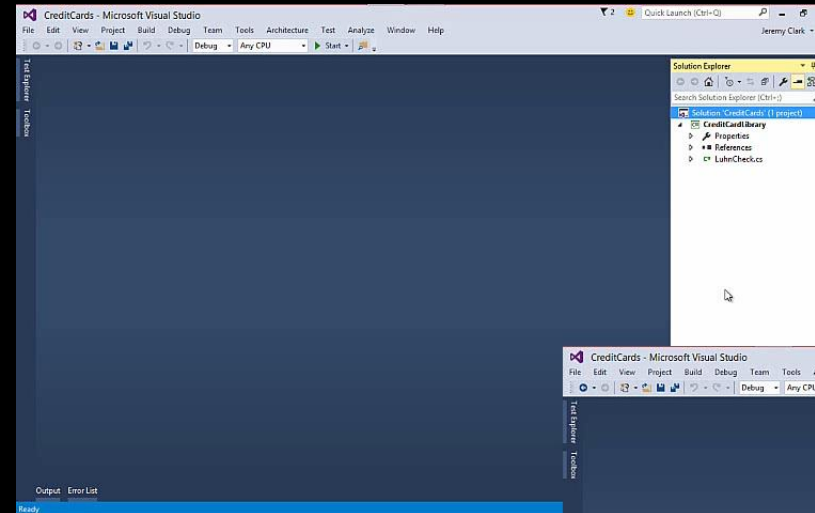 CreditCards - Microsoft Visual Studio
2
Quick Launch (Ctrl+Q)
File Edit View Project Build Debug Team Tools Architecture Test Analyze Window Help
Jeremy Clark
Debug Any CPU Start
Test Explorer
Toolbox
Solution Explorer
Search Solution Explorer (Ctrl+;)
Solution 'CreditCards' (1 project)
CreditCardLibrary
Properties
References
LuhnCheck.cs
Output Error List
Ready
CreditCards - Microsoft Visual Studio
File Edit View Project Build Debug Team Tools
Debug Any CPU
Test Explorer
Toolbox